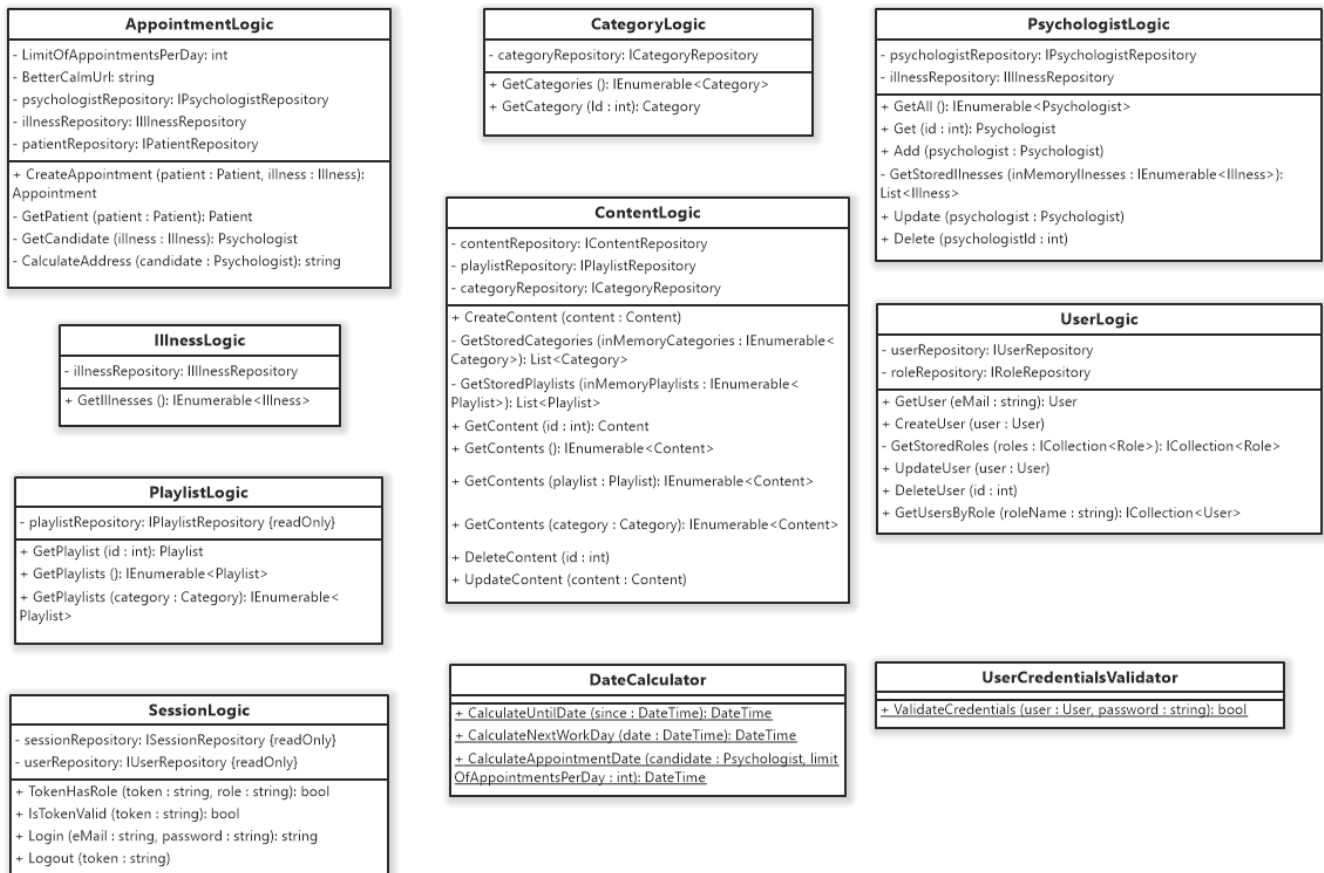 AppointmentLogic
- LimitOfAppointmentsPerDay: int
- BetterCalmUrl: string
- psychologistRepository: IPsychologistRepository
- illnessRepository: IIllnessRepository
- patientRepository: IPatientRepository
+ CreateAppointment (patient : Patient, illness : Illness):
Appointment
- GetPatient (patient : Patient): Patient
- GetCandidate (illness : Illness): Psychologist
- CalculateAddress (candidate : Psychologist): string
IllnessLogic
- illnessRepository: IIllnessRepository
+ GetIllnesses (): IEnumerable<Illness>
PlaylistLogic
- playlistRepository: IPlaylistRepository {readOnly}
+ GetPlaylist (id : int): Playlist
+ GetPlaylists (): IEnumerable<Playlist>
+ GetPlaylists (category : Category): IEnumerable<
Playlist>
SessionLogic
- sessionRepository: ISessionRepository {readOnly}
- userRepository: IUserRepository {readOnly}
+ TokenHasRole (token : string, role : string): bool
+ IsTokenValid (token : string): bool
+ Login (eMail : string, password : string): string
+ Logout (token : string)
CategoryLogic
- categoryRepository: ICategoryRepository
+ GetCategories (): IEnumerable<Category>
+ GetCategory (Id : int): Category
ContentLogic
- contentRepository: IContentRepository
- playlistRepository: IPlaylistRepository
- categoryRepository: ICategoryRepository
+ CreateContent (content : Content)
- GetStoredCategories (inMemoryCategories : IEnumerable<
Category>): List<Category>
- GetStoredPlaylists (inMemoryPlaylists : IEnumerable<
Playlist>): List<Playlist>
+ GetContent (id : int): Content
+ GetContents (): IEnumerable<Content>
+ GetContents (playlist : Playlist): IEnumerable<Content>
+ GetContents (category : Category): IEnumerable<Content>
+ DeleteContent (id : int)
+ UpdateContent (content : Content)
DateCalculator
+ CalculateUntilDate (since : DateTime): DateTime
+ CalculateNextWorkDay (date : DateTime): DateTime
+ CalculateAppointmentDate (candidate : Psychologist, limit
OfAppointmentsPerDay : int): DateTime
PsychologistLogic
- psychologistRepository: IPsychologistRepository
- illnessRepository: IIllnessRepository
+ GetAll (): IEnumerable<Psychologist>
+ Get (id : int): Psychologist
+ Add (psychologist : Psychologist)
- GetStoredIlnesses (inMemoryIlnesses : IEnumerable<Illness>):
List<Illness>
+ Update (psychologist : Psychologist)
+ Delete (psychologistId : int)
UserLogic
- userRepository: IUserRepository
- roleRepository: IRoleRepository
+ GetUser (eMail : string): User
+ CreateUser (user : User)
- GetStoredRoles (roles : ICollection<Role>): ICollection<Role>
+ UpdateUser (user : User)
+ DeleteUser (id : int)
+ GetUsersByRole (roleName : string): ICollection<User>
UserCredentialsValidator
+ ValidateCredentials (user : User, password : string): bool